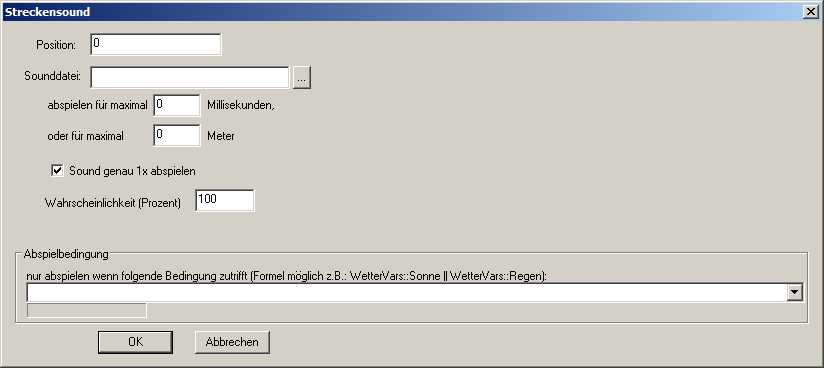 Streckensound
Position: 0
Sounddatei: ...
abspielen für maximal 0 Millisekunden,
oder für maximal 0 Meter
Sound genau 1x abspielen
Wahrscheinlichkeit (Prozent) 100
Abspielbedingung
nur abspielen wenn folgende Bedingung zutrifft (Formel möglich z.B.: WetterVars::Sonne || WetterVars::Regen):
OK Abbrechen